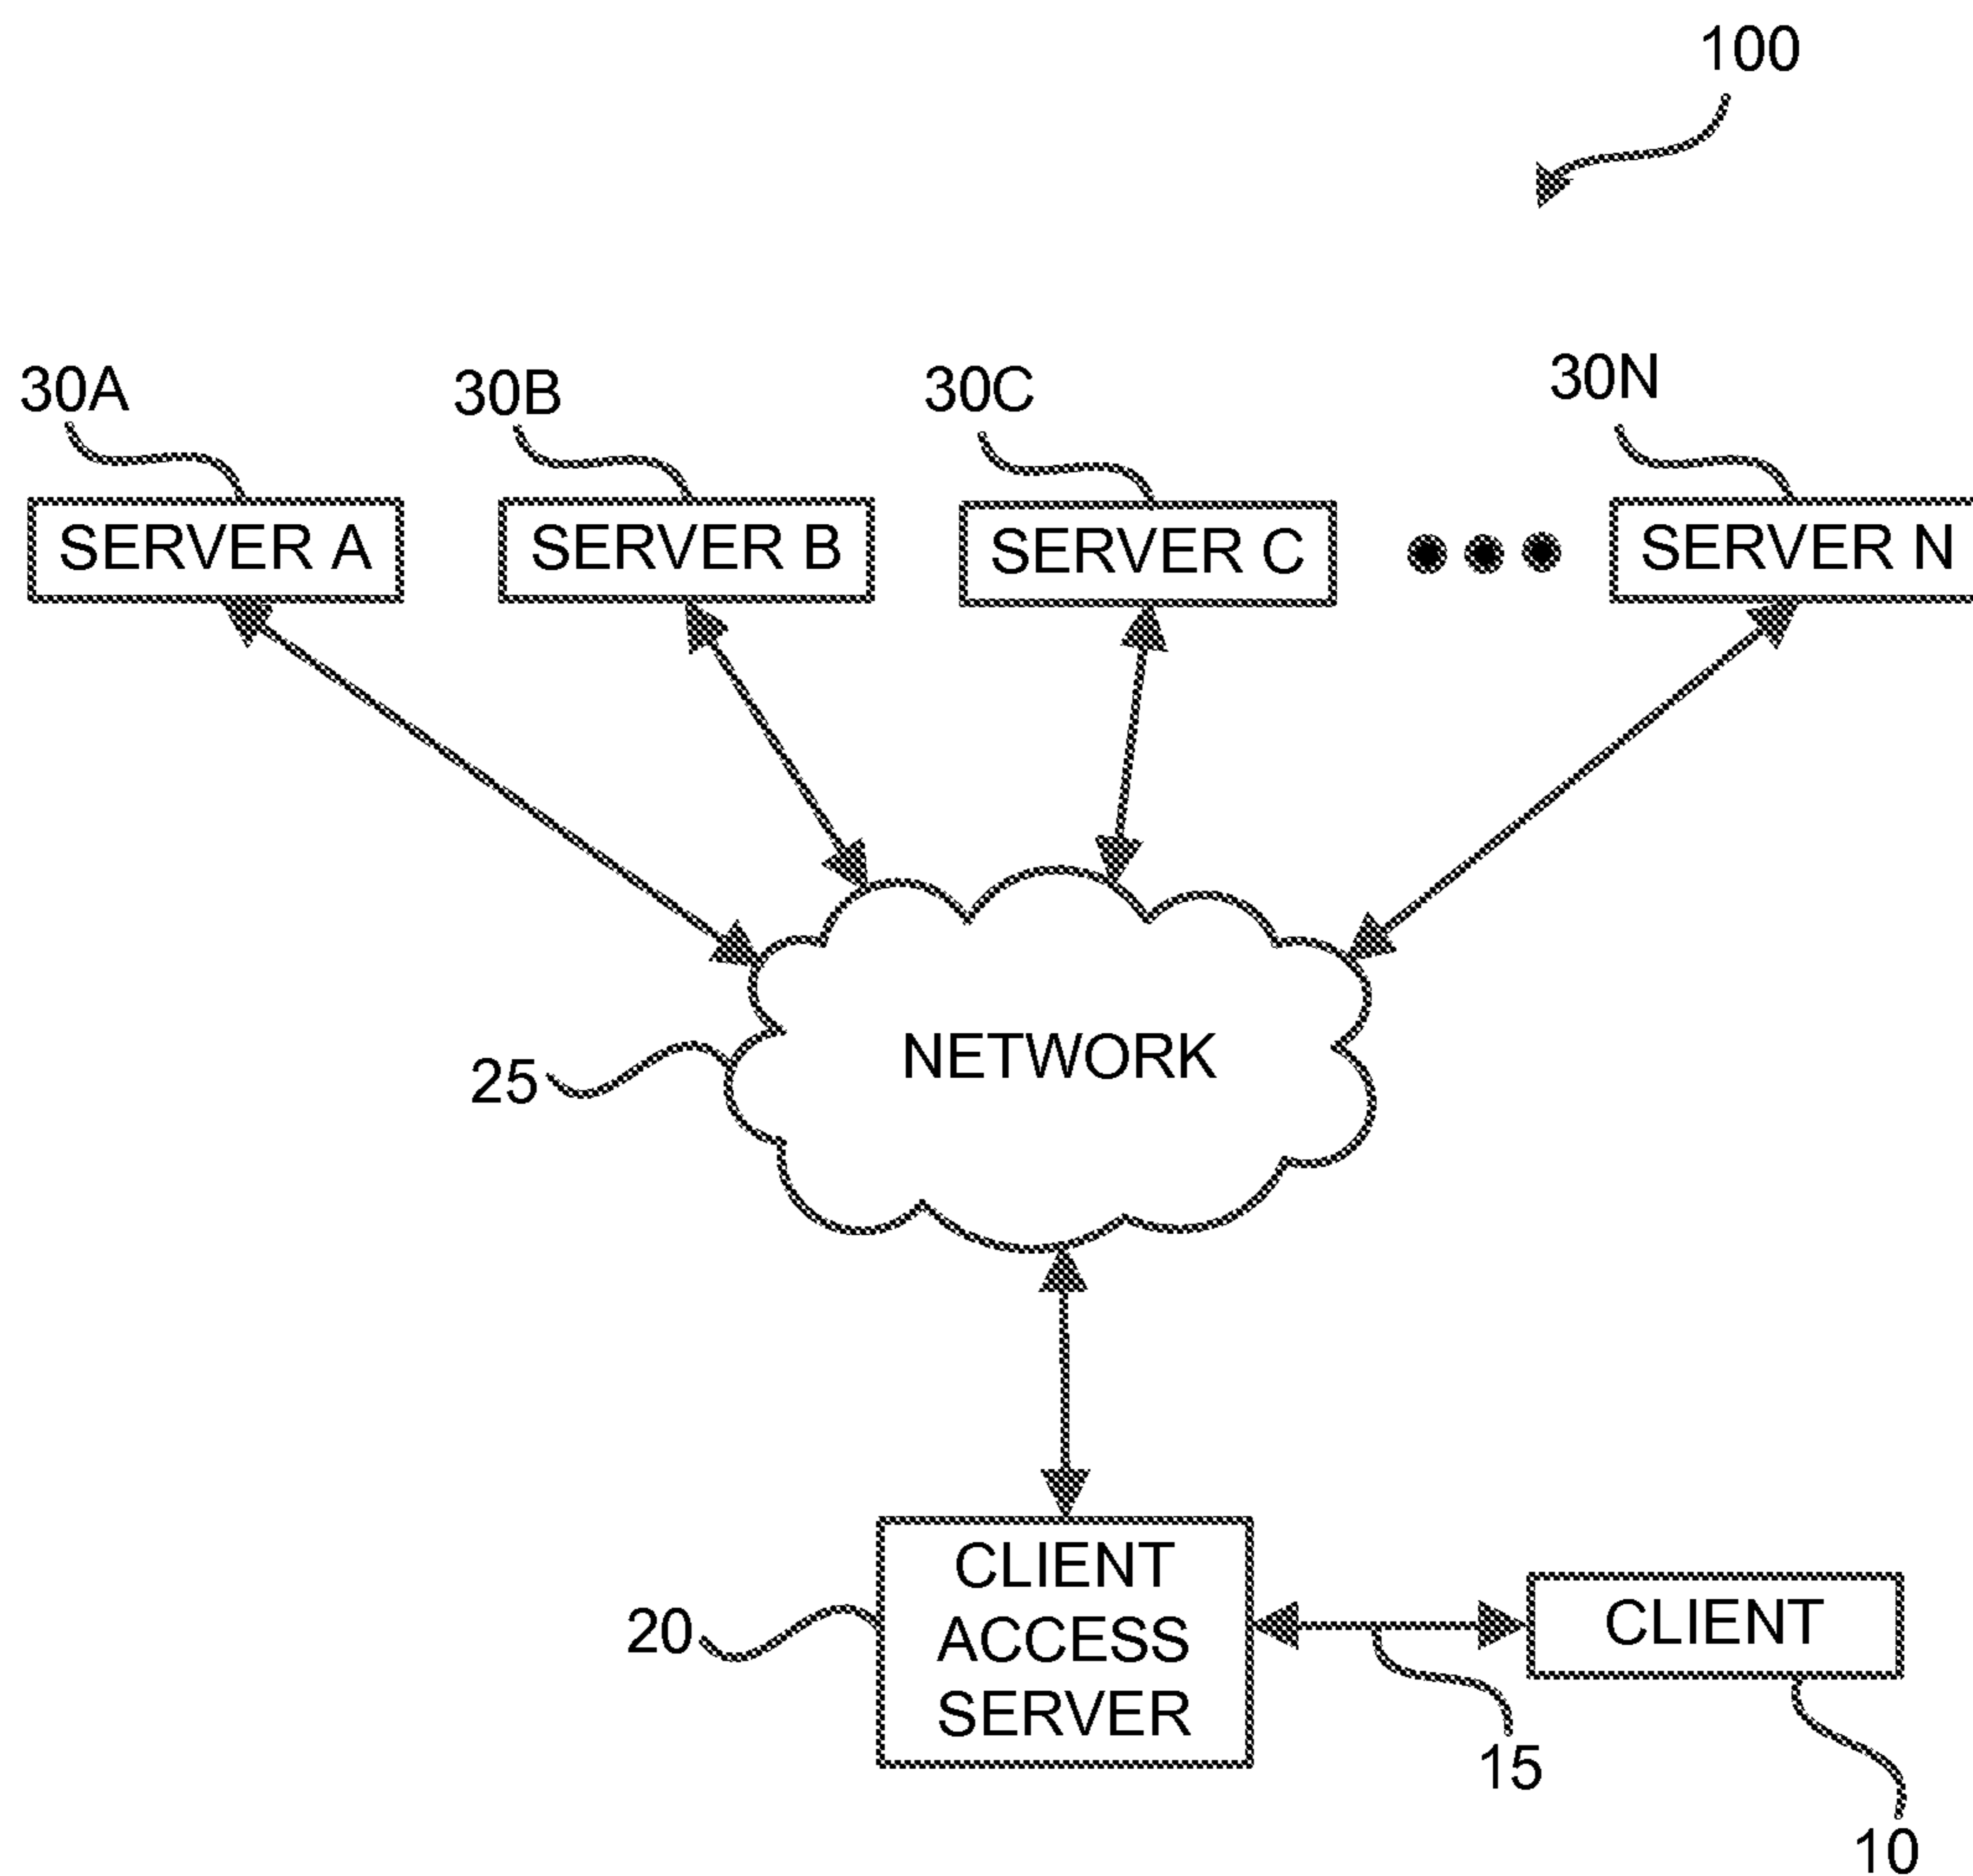 100
30A
30B
30C
30N
SERVER A
SERVER B
SERVER C
SERVER N
NETWORK
25
CLIENT
ACCESS
SERVER
20
CLIENT
15
10